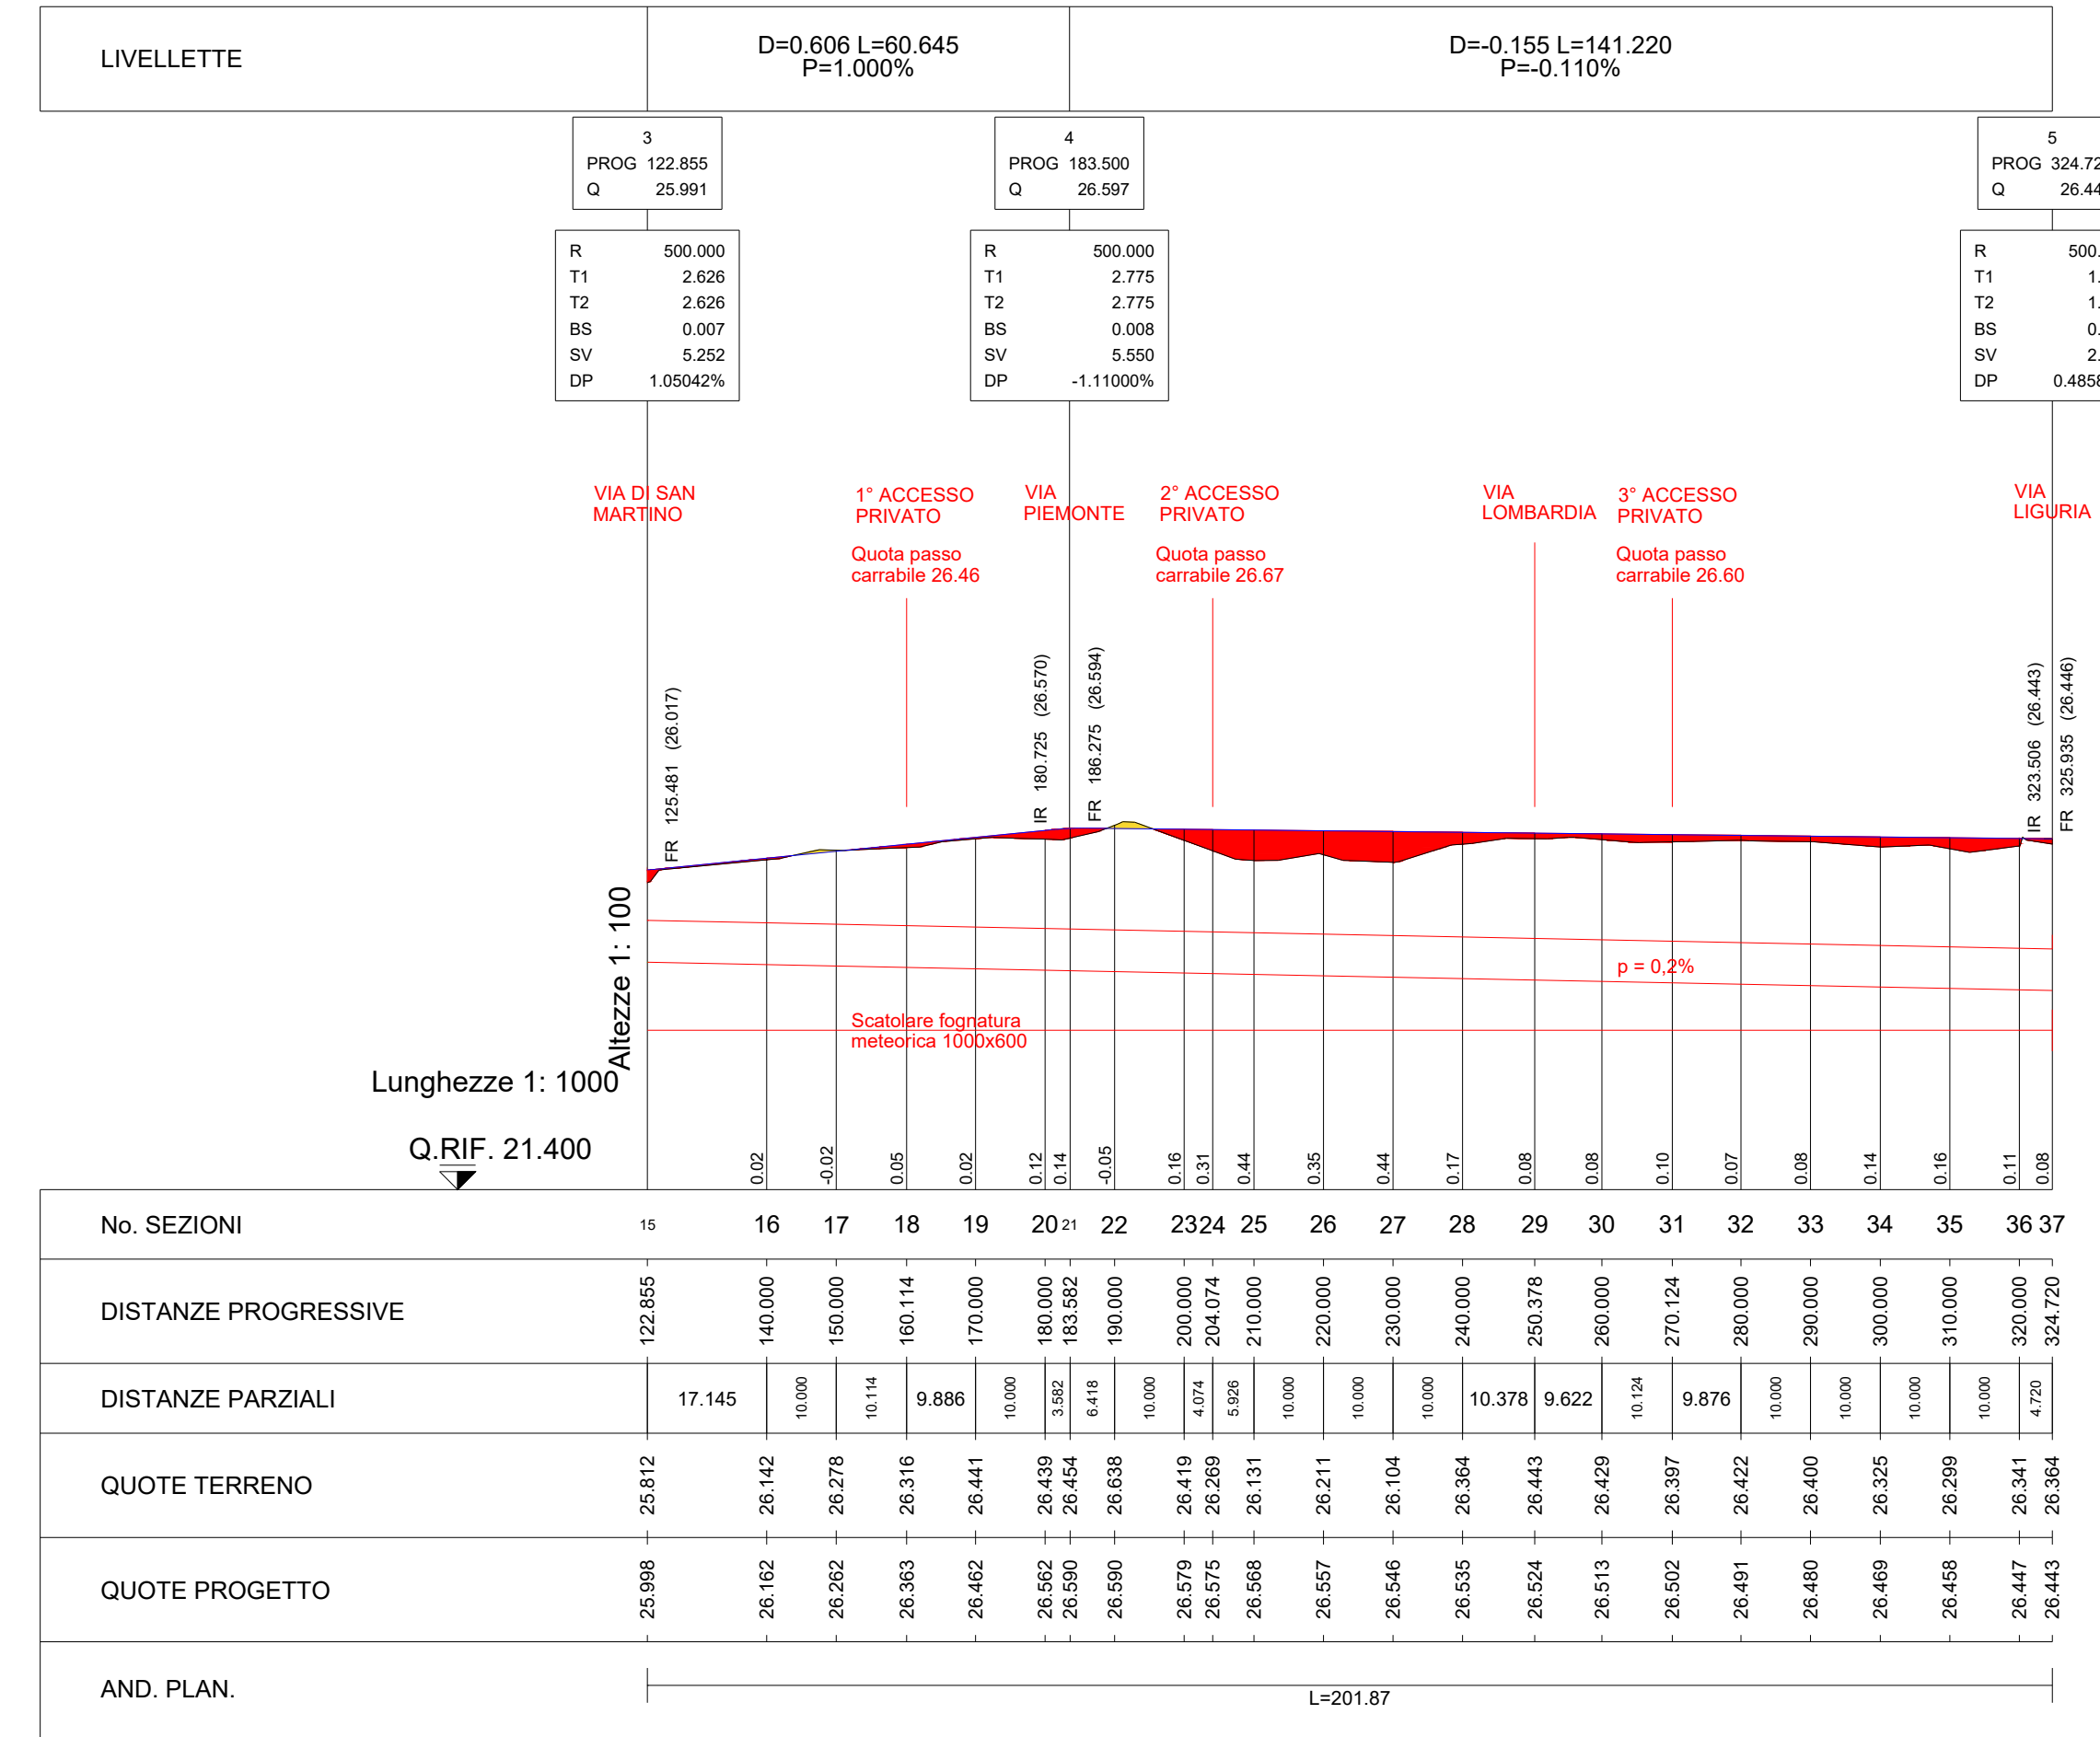 LIVELLETTE
D=0.606 L=60.645
P=1.000%
D=-0.155 L=141.220
P=-0.110%
3
PROG 122.855
Q 25.991
4
PROG 183.500
Q 26.597
5
PROG 324.72
Q 26.44
R 500.000
T1 2.626
T2 2.626
BS 0.007
SV 5.252
DP 1.05042%
R 500.000
T1 2.775
T2 2.775
BS 0.008
SV 5.550
DP -1.11000%
R 500.
T1 1.
T2 1.
BS 0.
SV 2.
DP 0.4858
VIA DI SAN
MARTINO
1° ACCESSO
PRIVATO
Quota passo
carrabile 26.46
VIA
PIEMONTE
2° ACCESSO
PRIVATO
Quota passo
carrabile 26.67
VIA
LOMBARDIA
3° ACCESSO
PRIVATO
Quota passo
carrabile 26.60
VIA
LIGURIA
FR 125.481 (26.017)
IR 180.725 (26.570)
FR 186.275 (26.594)
IR 323.506 (26.443)
FR 325.935 (26.446)
p = 0,2%
Scatolare fognatura
meteorica 1000x600
Altezze 1: 100
Lunghezze 1: 1000
Q.RIF. 21.400
0.02 -0.02 0.05 0.02 0.12 0.14 -0.05 0.16 0.31 0.44 0.35 0.44 0.17 0.08 0.08 0.10 0.07 0.08 0.14 0.16 0.11 0.08
No. SEZIONI 15 16 17 18 19 20 21 22 23 24 25 26 27 28 29 30 31 32 33 34 35 36 37
DISTANZE PROGRESSIVE 122.855 140.000 150.000 160.114 170.000 180.000 183.582 190.000 200.000 204.074 210.000 220.000 230.000 240.000 250.378 260.000 270.124 280.000 290.000 300.000 310.000 320.000 324.720
DISTANZE PARZIALI 17.145 10.000 10.114 9.886 10.000 3.582 6.418 10.000 4.074 5.926 10.000 10.000 10.000 10.378 9.622 10.124 9.876 10.000 10.000 10.000 10.000 4.720
QUOTE TERRENO 25.812 26.142 26.278 26.316 26.441 26.439 26.454 26.638 26.419 26.269 26.131 26.211 26.104 26.364 26.443 26.429 26.397 26.422 26.400 26.325 26.299 26.341 26.364
QUOTE PROGETTO 25.998 26.162 26.262 26.363 26.462 26.562 26.590 26.590 26.579 26.575 26.568 26.557 26.546 26.535 26.524 26.513 26.502 26.491 26.480 26.469 26.458 26.447 26.443
AND. PLAN.
L=201.87